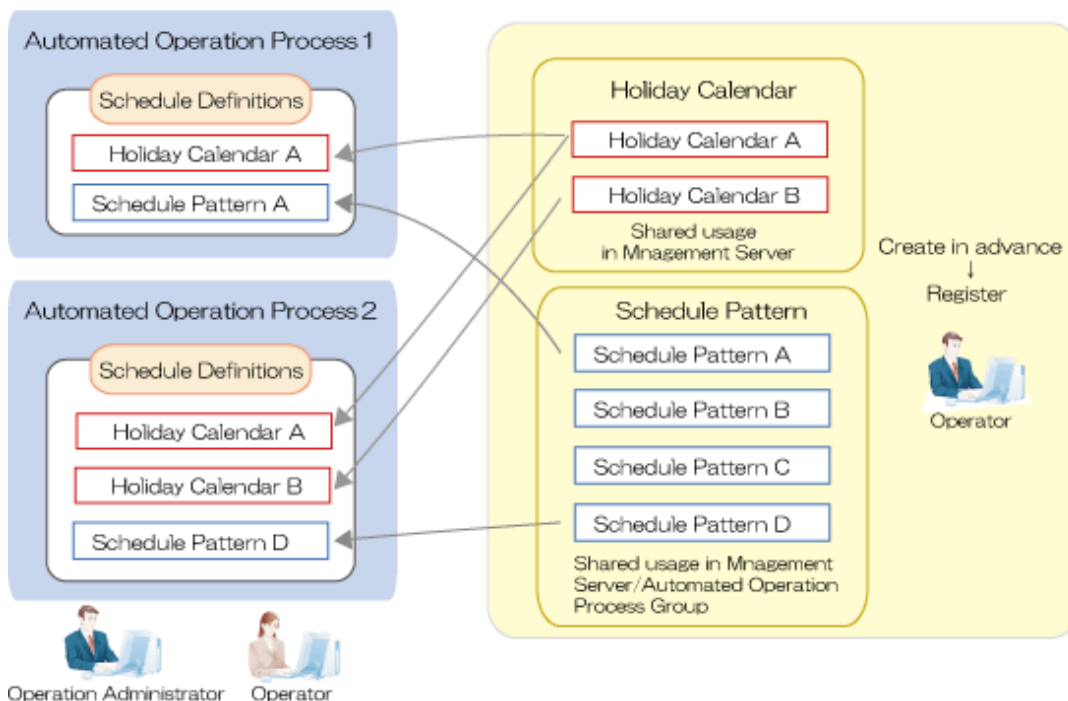 Automated Operation Process 1
Schedule Definitions
Holiday Calendar A
Schedule Pattern A
Automated Operation Process 2
Schedule Definitions
Holiday Calendar A
Holiday Calendar B
Schedule Pattern D
Operation Administrator
Operator
Holiday Calendar
Holiday Calendar A
Holiday Calendar B
Shared usage
in Mnagement Server
Schedule Pattern
Schedule Pattern A
Schedule Pattern B
Schedule Pattern C
Schedule Pattern D
Shared usage in Mnagement
Server/Automated Operation
Process Group
Create in advance
↓
Register
Operator